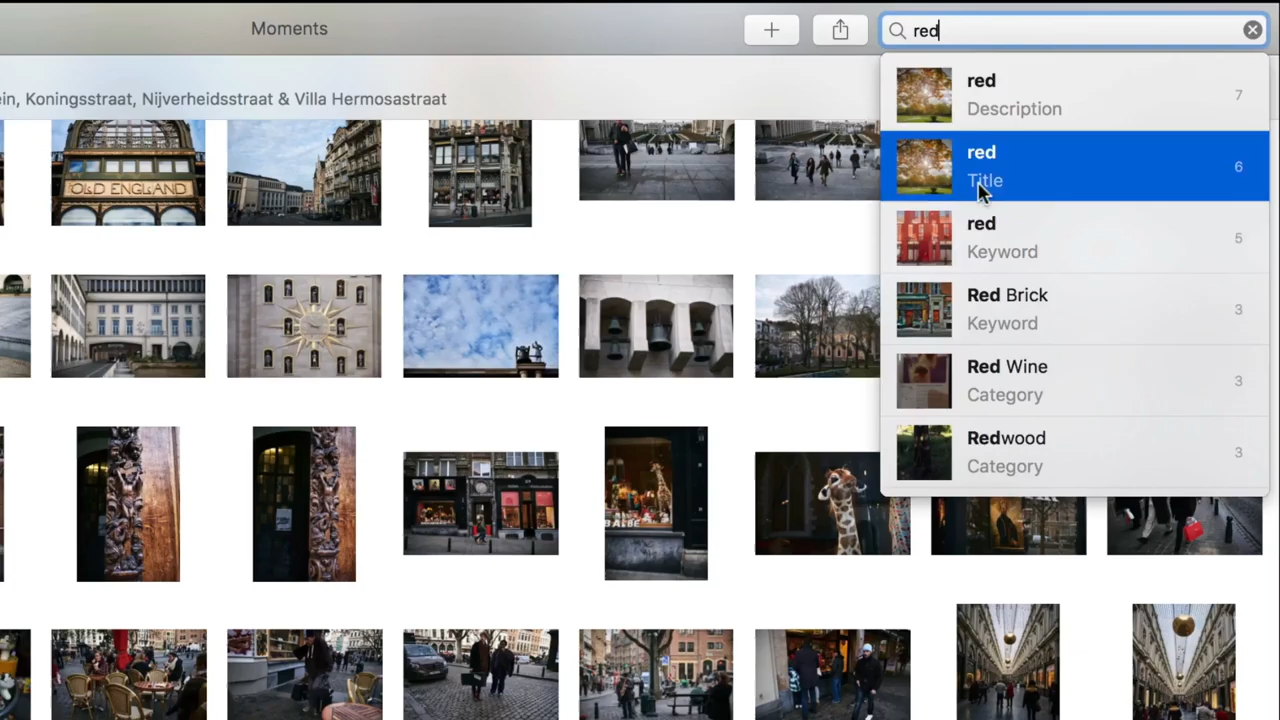 Moments
red
in, Koningsstraat, Nijverheidsstraat & Villa Hermosastraat
red
Description
7
red
Title
6
red
Keyword
5
Red Brick
Keyword
3
Red Wine
Category
3
Redwood
Category
3
OLD ENGLAND